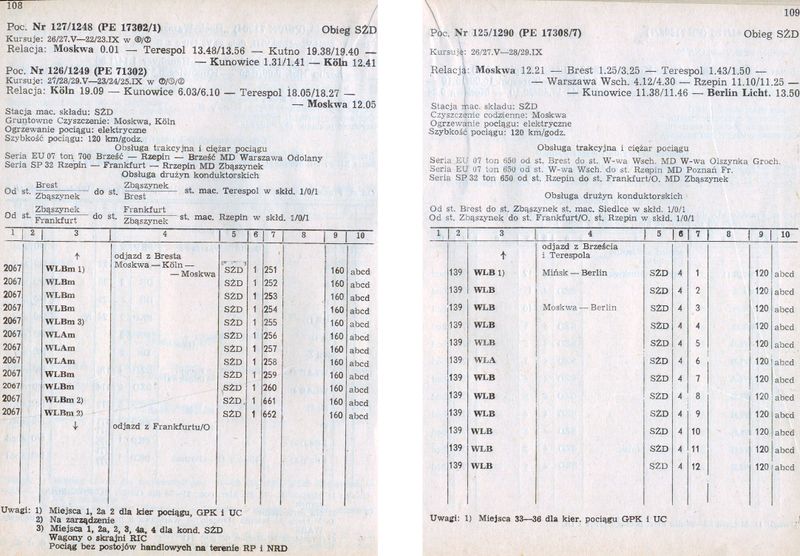 108
Poc. Nr 127/1248 (PE 17302/1) Obieg SŻD
Relacja: Moskwa 0.01 — Terespol 13.48/13.56 — Kutno 19.38/19.40 —
— Kunowice 1.31/1.41 — Köln 12.41
Poc. Nr 126/1249 (PE 71302)
Relacja: Köln 19.09 — Kunowice 6.03/6.10 — Terespol 18.05/18.27 —
— Moskwa 12.05
Stacja mac. składu: SŻD
Gruntowne Czyszczenie: Moskwa, Köln
Ogrzewanie pociągu: elektryczne
Szybkość pociągu: 120 km/godz.
Obsługa trakcyjna i ciężar pociągu
Seria EU 07 ton 700 Brześć — Rzepin — Brześć MD Warszawa Odolany
Seria SP 32 Rzepin — Frankfurt — Rrzepin MD Zbąszynek
Obsługa drużyn konduktorskich
Od st. Brest / Zbąszynek do st. Zbąszynek / Brest st. mac. Terespol w skłd. 1/0/1
Od st. Zbąszynek / Frankfurt do st. Frankfurt / Zbąszynek st. mac. Rzepin w skłd. 1/0/1
1 2 3 4 5 6 7 8 9 10
↑ odjazd z Bresta
2067 WLBm 1) Moskwa — Köln — — Moskwa SŻD 1 251 160 abcd
2067 WLBm SŻD 1 252 160 abcd
2067 WLBm SŻD 1 253 160 abcd
2067 WLBm SŻD 1 254 160 abcd
2067 WLBm 3) SŻD 1 255 160 abcd
2067 WLAm SŻD 1 256 160 abcd
2067 WLAm SŻD 1 257 160 abcd
2067 WLAm SŻD 1 258 160 abcd
2067 WLBm SŻD 1 259 160 abcd
2067 WLBm SŻD 1 260 160 abcd
2067 WLBm 2) SŻD 1 661 160 abcd
2067 WLBm 2) SŻD 1 652 160 abcd
↓ odjazd z Frankfurtu/O
Uwagi: 1) Miejsca 1, 2a 2 dla kier pociągu, GPK i UC
2) Na zarządzenie
3) Miejsca 1, 2a, 2, 3, 4a, 4 dla kond. SŻD
Wagony o skrajni RIC
Pociąg bez postojów handlowych na terenie RP i NRD
109
Poc. Nr 125/1290 (PE 17308/7) Obieg SŻD
Kursuje: 26/27.V—28/29.IX
Relacja: Moskwa 12.21 — Brest 1.25/3.25 — Terespol 1.43/1.50 —
— Warszawa Wsch. 4.12/4.30 — Rzepin 11.10/11.25 —
— Kunowice 11.38/11.46 — Berlin Licht. 13.50
Stacja mac. składu: SŻD
Czyszczenie codzienne: Moskwa
Ogrzewanie pociągu: elektryczne
Szybkość pociągu: 120 km/godz.
Obsługa trakcyjna i ciężar pociągu
Seria EU 07 ton 650 od st. Brest do st. W-wa Wsch. MD W-wa Olszynka Groch.
Seria EU 07 ton 650 od st. W-wa Wsch. do st. Rzepin MD Poznań Fr.
Seria SP 32 ton 650 od st. Rzepin do st. Frankfurt/O. MD Zbąszynek
Obsługa drużyn konduktorskich
Od st. Brest do st. Zbąszynek st. mac. Siedlce w skłd. 1/0/1
Od st. Zbąszynek do st. Frankfurt/O. st. Rzepin w skłd. 1/0/1
1 2 3 4 5 6 7 8 9 10
↑ odjazd z Brześcia i Terespola
139 WLB 1) Mińsk — Berlin SŻD 4 1 120 abcd
139 WLB SŻD 4 2 120 abcd
139 WLB Moskwa — Berlin SŻD 4 3 120 abcd
139 WLB SŻD 4 4 120 abcd
139 WLB SŻD 4 5 120 abcd
139 WLA SŻD 4 6 120 abcd
139 WLB SŻD 4 7 120 abcd
139 WLB SŻD 4 8 120 abcd
139 WLB SŻD 4 9 120 abcd
139 WLB SŻD 4 10 120 abcd
139 WLB SŻD 4 11 120 abcd
139 WLB SŻD 4 12 120 abcd
Uwagi: 1) Miejsca 33—36 dla kier. pociągu GPK i UC